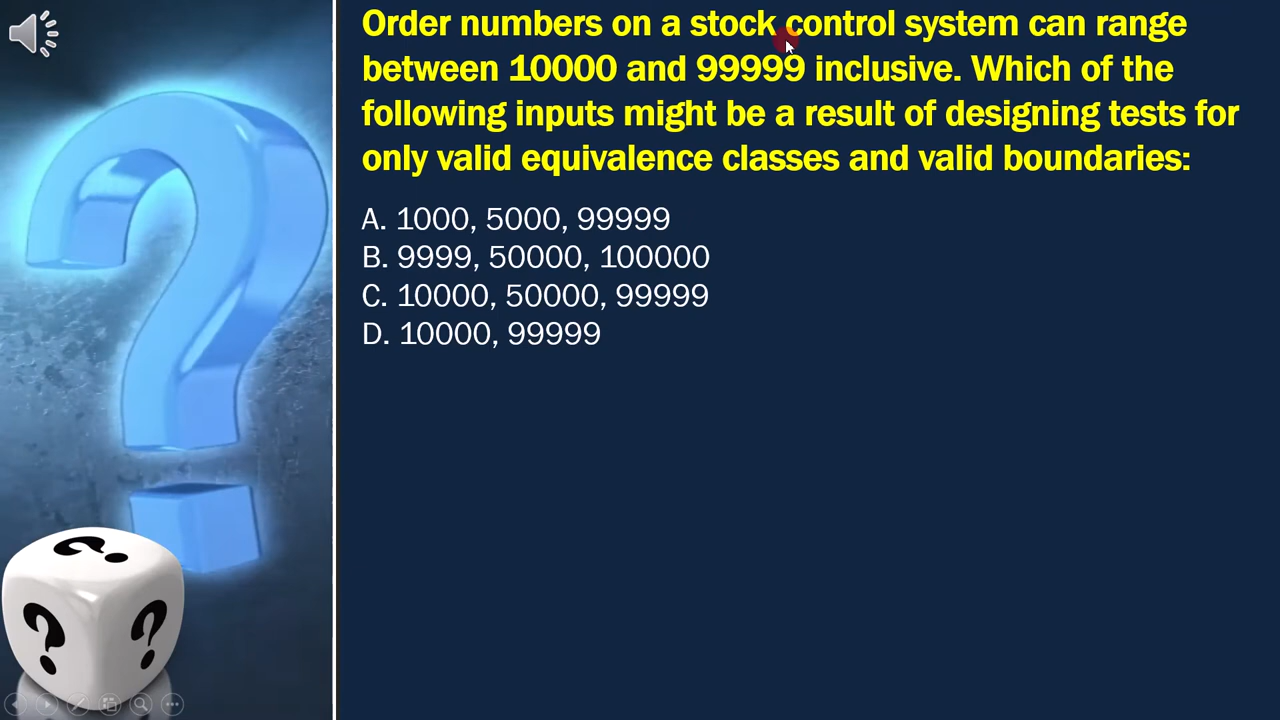 Order numbers on a stock control system can range
between 10000 and 99999 inclusive. Which of the
following inputs might be a result of designing tests for
only valid equivalence classes and valid boundaries:
A. 1000, 5000, 99999
B. 9999, 50000, 100000
C. 10000, 50000, 99999
D. 10000, 99999